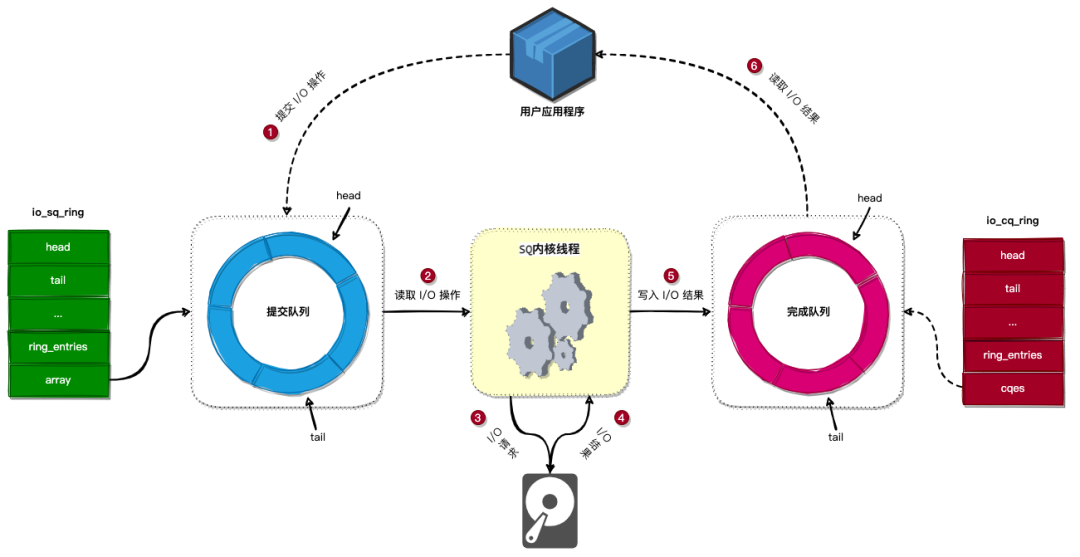 用户应用程序
1
提交 I/O 操作
6
读取 I/O 结果
io_sq_ring
head
tail
...
ring_entries
array
head
提交队列
tail
2
读取 I/O 操作
SQ内核线程
3
I/O 请求
4
I/O 结果
5
写入 I/O 结果
head
完成队列
tail
io_cq_ring
head
tail
...
ring_entries
cqes